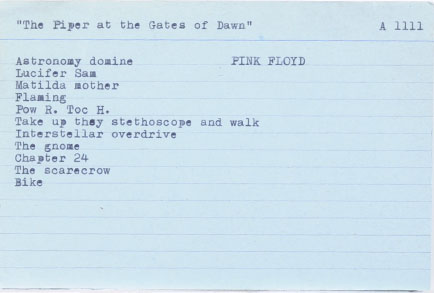 "The Piper at the Gates of Dawn" A 1111
Astronomy domine PINK FLOYD
Lucifer Sam
Matilda mother
Flaming
Pow R. Toc H.
Take up they stethoscope and walk
Interstellar overdrive
The gnome
Chapter 24
The scarecrow
Bike